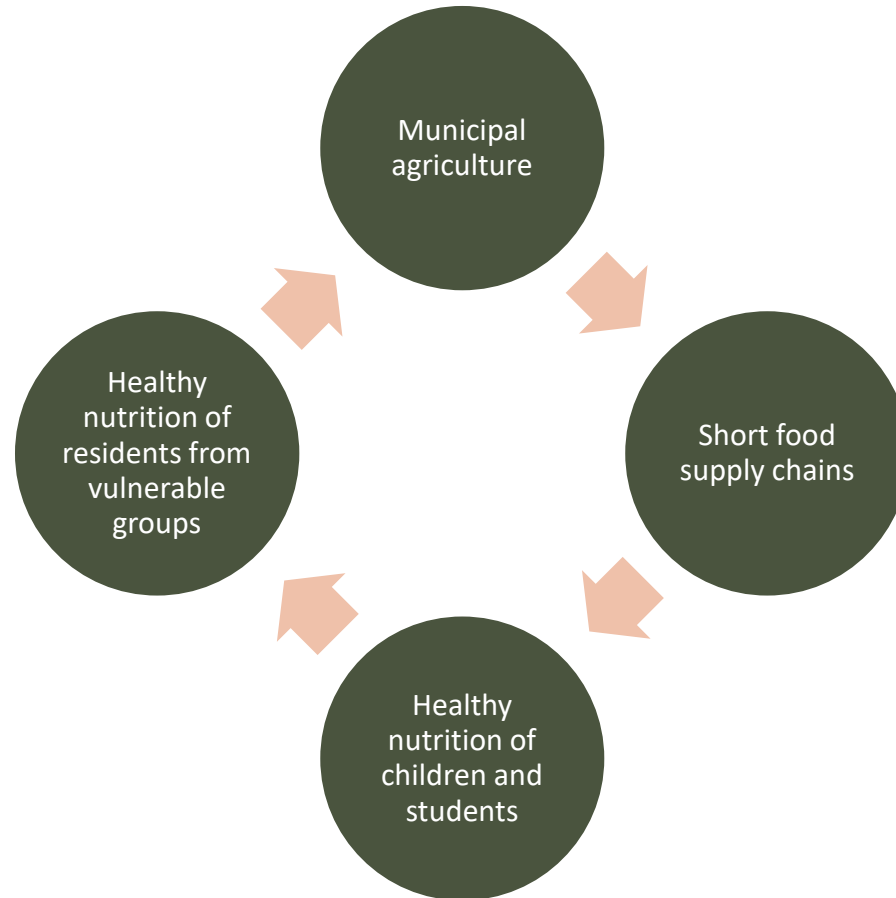 Municipal
agriculture
Short food
supply chains
Healthy
nutrition of
children and
students
Healthy
nutrition of
residents from
vulnerable
groups